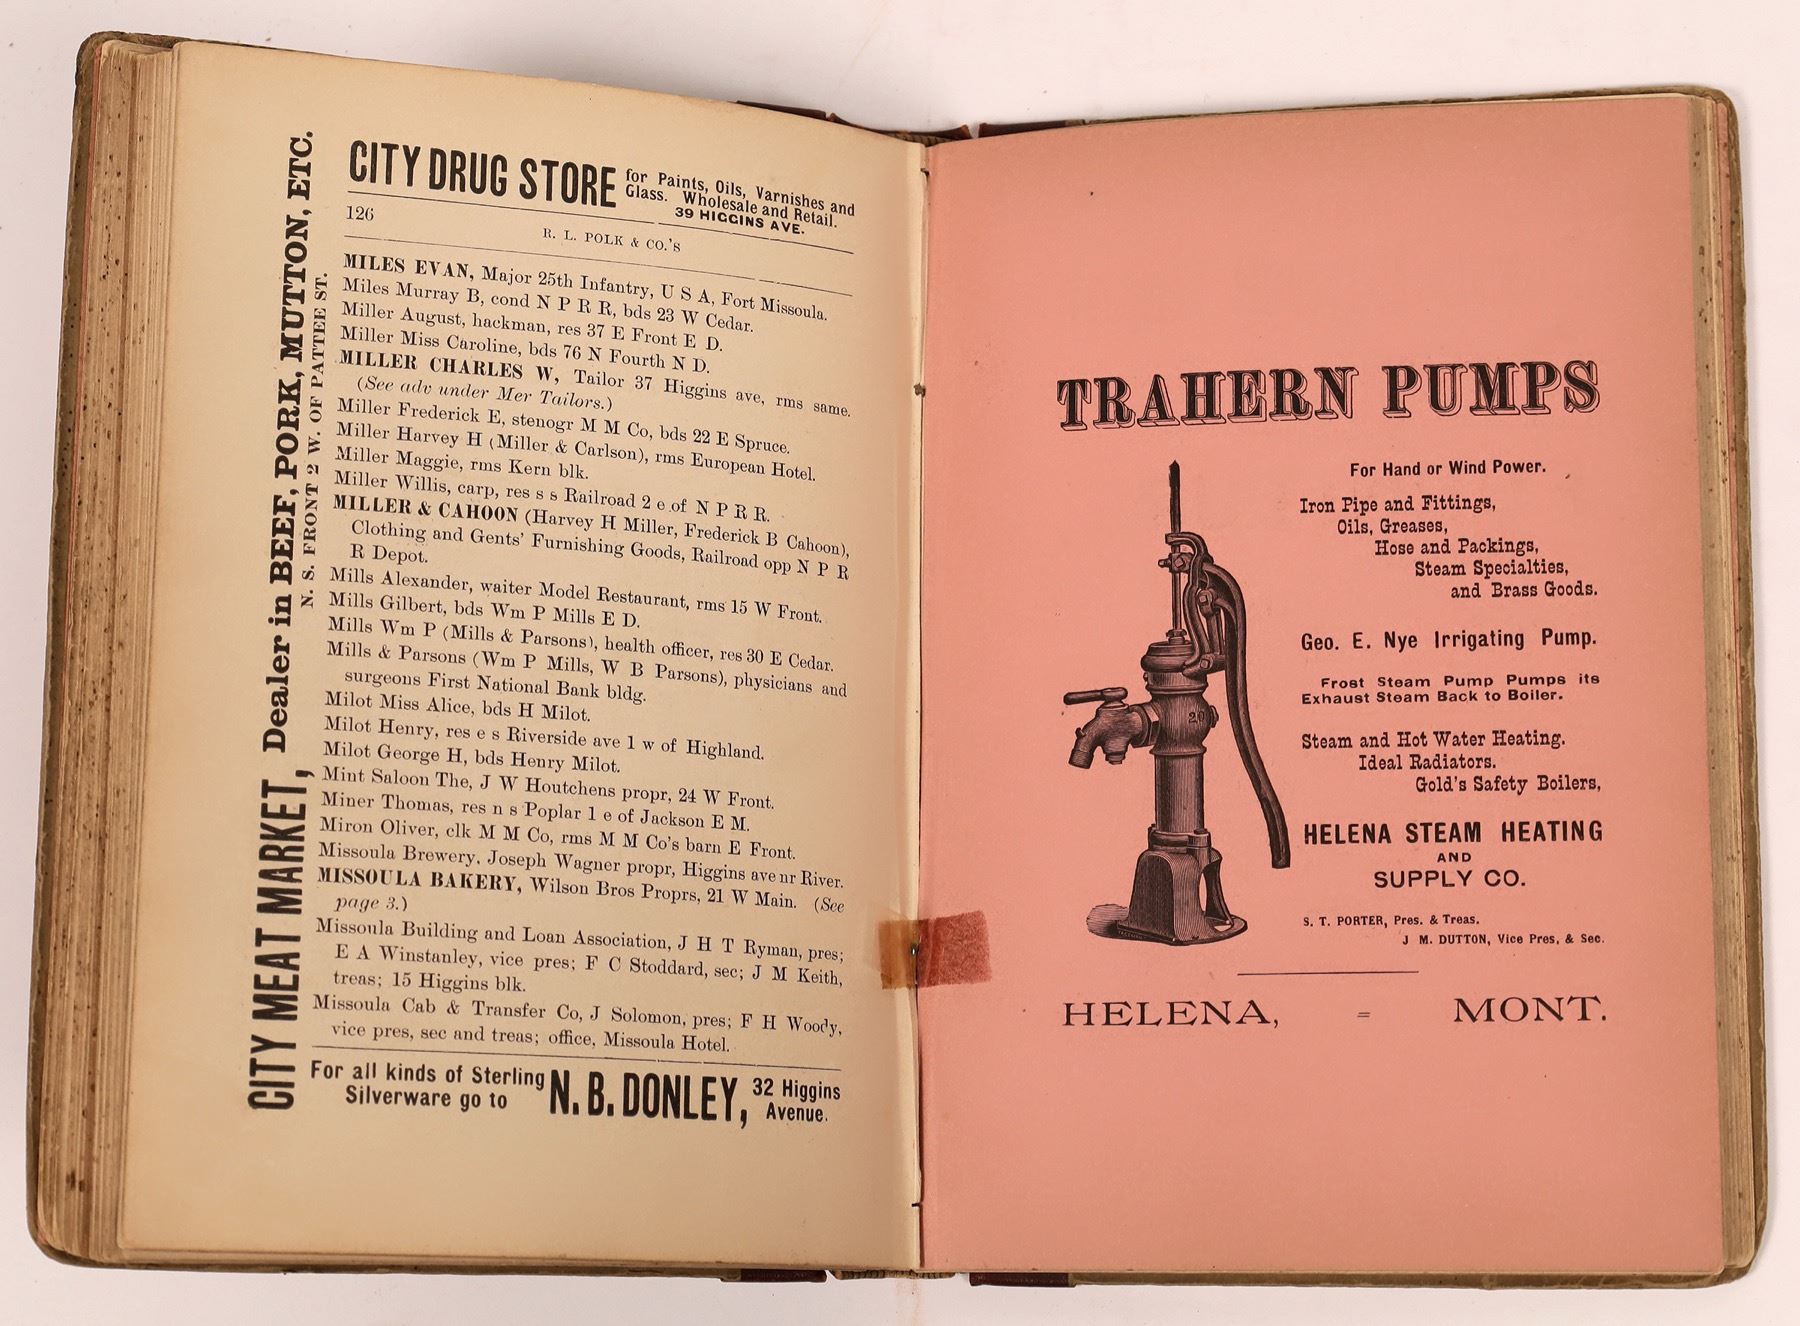 CITY DRUG STORE for Paints, Oils, Varnishes and
Glass. Wholesale and Retail.
39 HIGGINS AVE.
126
R. L. POLK & CO.'S
MILES EVAN, Major 25th Infantry, U S A, Fort Missoula.
Miles Murray B, cond N P R R, bds 23 W Cedar.
Miller August, hackman, res 37 E Front E D.
Miller Miss Caroline, bds 76 N Fourth N D.
MILLER CHARLES W, Tailor 37 Higgins ave, rms same.
(See adv under Mer Tailors.)
Miller Frederick E, stenogr M M Co, bds 22 E Spruce.
Miller Harvey H (Miller & Carlson), rms European Hotel.
Miller Maggie, rms Kern blk.
Miller Willis, carp, res s s Railroad 2 e of N P R R.
MILLER & CAHOON (Harvey H Miller, Frederick B Cahoon),
Clothing and Gents' Furnishing Goods, Railroad opp N P R
R Depot.
Mills Alexander, waiter Model Restaurant, rms 15 W Front.
Mills Gilbert, bds Wm P Mills E D.
Mills Wm P (Mills & Parsons), health officer, res 30 E Cedar.
Mills & Parsons (Wm P Mills, W B Parsons), physicians and
surgeons First National Bank bldg.
Milot Miss Alice, bds H Milot.
Milot Henry, res e s Riverside ave 1 w of Highland.
Milot George H, bds Henry Milot.
Mint Saloon The, J W Houtchens propr, 24 W Front.
Miner Thomas, res n s Poplar 1 e of Jackson E M.
Miron Oliver, clk M M Co, rms M M Co's barn E Front.
Missoula Brewery, Joseph Wagner propr, Higgins ave nr River.
MISSOULA BAKERY, Wilson Bros Proprs, 21 W Main. (See
page 3.)
Missoula Building and Loan Association, J H T Ryman, pres;
E A Winstanley, vice pres; F C Stoddard, sec; J M Keith,
treas; 15 Higgins blk.
Missoula Cab & Transfer Co, J Solomon, pres; F H Woody,
vice pres, sec and treas; office, Missoula Hotel.
For all kinds of Sterling
Silverware go to N. B. DONLEY, 32 Higgins
Avenue.
CITY MEAT MARKET, Dealer in BEEF, PORK, MUTTON, ETC.
N. S. FRONT 2 W. OF PATTEE ST.
TRAHERN PUMPS
For Hand or Wind Power.
Iron Pipe and Fittings,
Oils, Greases,
Hose and Packings,
Steam Specialties,
and Brass Goods.
Geo. E. Nye Irrigating Pump.
Frost Steam Pump Pumps its
Exhaust Steam Back to Boiler.
Steam and Hot Water Heating.
Ideal Radiators.
Gold's Safety Boilers,
20
HELENA STEAM HEATING
AND
SUPPLY CO.
S. T. PORTER, Pres. & Treas.
J M. DUTTON, Vice Pres, & Sec.
HELENA, = MONT.